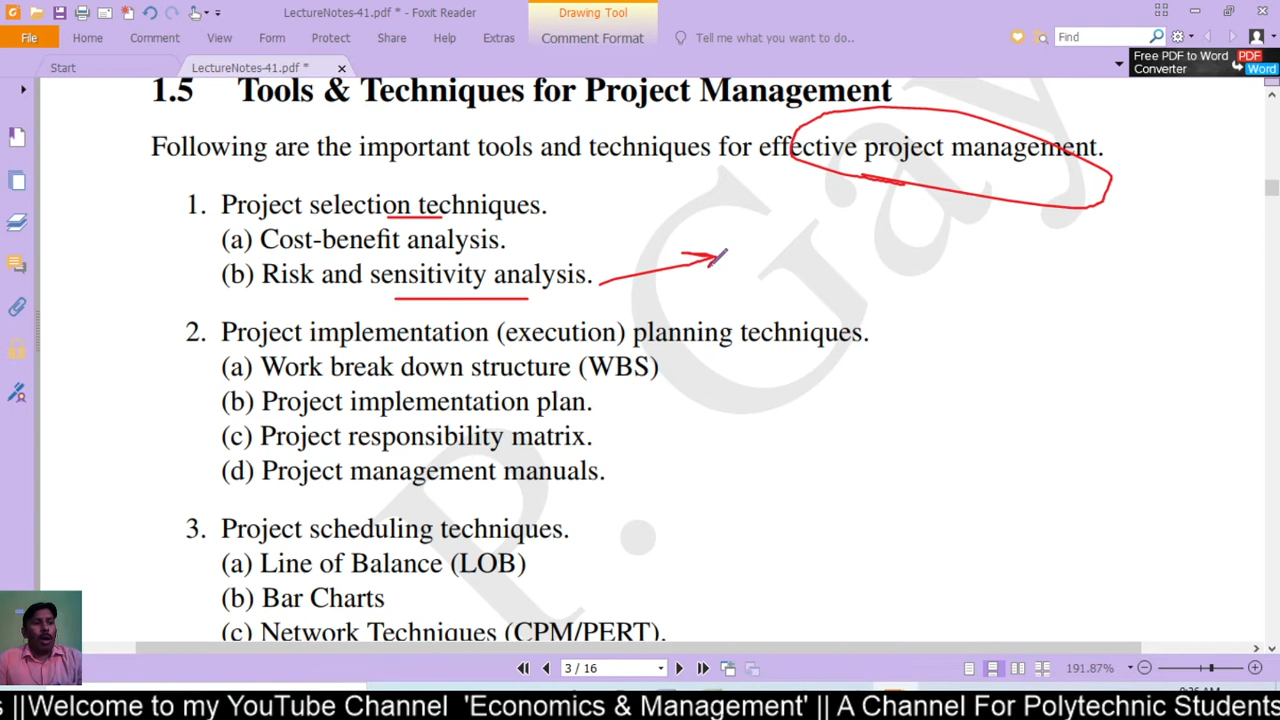 LectureNotes-41.pdf * - Foxit Reader
Drawing Tool
File Home Comment View Form Protect Share Help Extras Comment Format Tell me what you want to do.. Find
Start LectureNotes-41.pdf *
Free PDF to Word PDF
Converter Word
1.5 Tools & Techniques for Project Management
Following are the important tools and techniques for effective project management.
1. Project selection techniques.
(a) Cost-benefit analysis.
(b) Risk and sensitivity analysis.
2. Project implementation (execution) planning techniques.
(a) Work break down structure (WBS)
(b) Project implementation plan.
(c) Project responsibility matrix.
(d) Project management manuals.
3. Project scheduling techniques.
(a) Line of Balance (LOB)
(b) Bar Charts
(c) Network Techniques (CPM/PERT).
P. Gay
3 / 16
191.87%
s ||Welcome to my YouTube Channel 'Economics & Management' || A Channel For Polytechnic Students